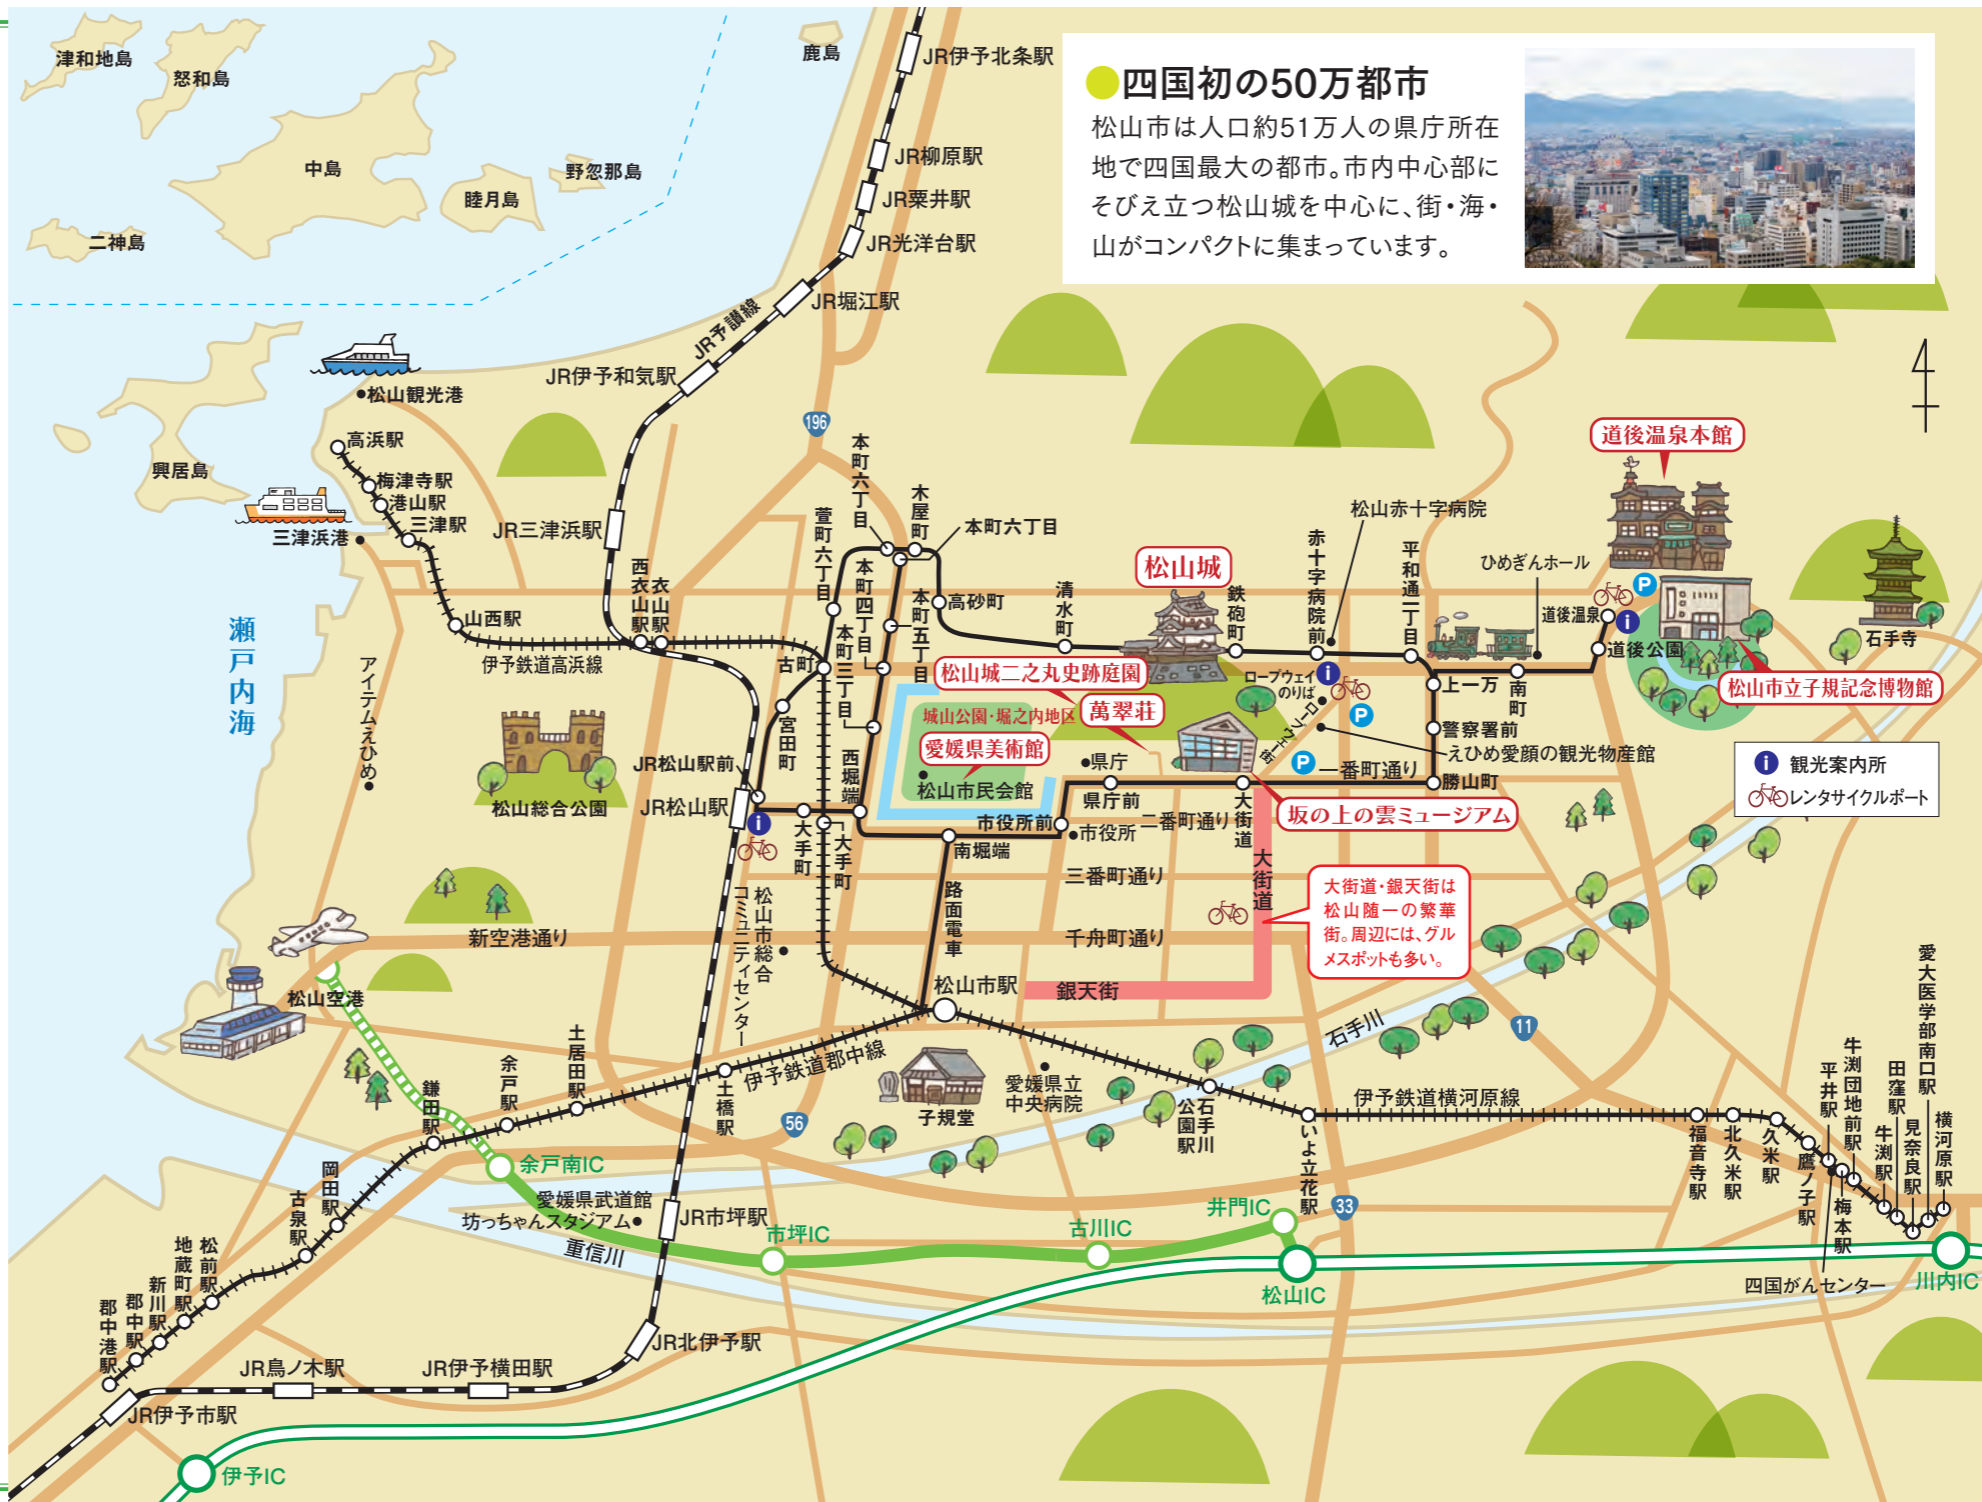 四国初の50万都市
松山市は人口約51万人の県庁所在
地で四国最大の都市。市内中心部に
そびえ立つ松山城を中心に、街・海・
山がコンパクトに集まっています。
津和地島
怒和島
中島
睦月島
野忽那島
二神島
鹿島
興居島
瀬戸内海
JR伊予北条駅
JR柳原駅
JR粟井駅
JR光洋台駅
JR堀江駅
JR予讃線
JR伊予和気駅
JR三津浜駅
松山観光港
高浜駅
梅津寺駅
港山駅
三津駅
三津浜港
山西駅
西衣山駅
衣山駅
伊予鉄道高浜線
アイテムえひめ
松山総合公園
196
本町六丁目
木屋町
本町六丁目
萱町六丁目
本町四丁目
本町五丁目
本町三丁目
高砂町
清水町
松山城
鉄砲町
赤十字病院前
松山赤十字病院
平和通一丁目
ひめぎんホール
道後温泉本館
P
道後温泉
i
道後公園
石手寺
松山市立子規記念博物館
上一万
南町
警察署前
勝山町
えひめ愛顔の観光物産館
ロープウェイ
のりば
ロープウェー街
i
P
P
一番町通り
古町
宮田町
西堀端
JR松山駅前
JR松山駅
i
大手町
大手町
松山城二之丸史跡庭園
萬翠荘
城山公園・堀之内地区
愛媛県美術館
松山市民会館
県庁
県庁前
市役所前
市役所
二番町通り
大街道
坂の上の雲ミュージアム
i 観光案内所
レンタサイクルポート
南堀端
路面電車
三番町通り
千舟町通り
大街道
銀天街
大街道・銀天街は
松山随一の繁華
街。周辺には、グル
メスポットも多い。
松山市総合
コミュニティセンター
新空港通り
松山空港
松山市駅
子規堂
愛媛県立
中央病院
石手川
石手川
公園駅
11
伊予鉄道横河原線
いよ立花駅
福音寺駅
北久米駅
久米駅
鷹ノ子駅
平井駅
梅本駅
牛渕団地前駅
牛渕駅
田窪駅
見奈良駅
愛大医学部南口駅
横河原駅
四国がんセンター
川内IC
伊予鉄道郡中線
土橋駅
土居田駅
余戸駅
鎌田駅
岡田駅
古泉駅
松前駅
地蔵町駅
新川駅
郡中駅
郡中港駅
56
余戸南IC
愛媛県武道館
坊っちゃんスタジアム
重信川
JR市坪駅
市坪IC
古川IC
井門IC
33
松山IC
JR北伊予駅
JR伊予横田駅
JR鳥ノ木駅
JR伊予市駅
伊予IC